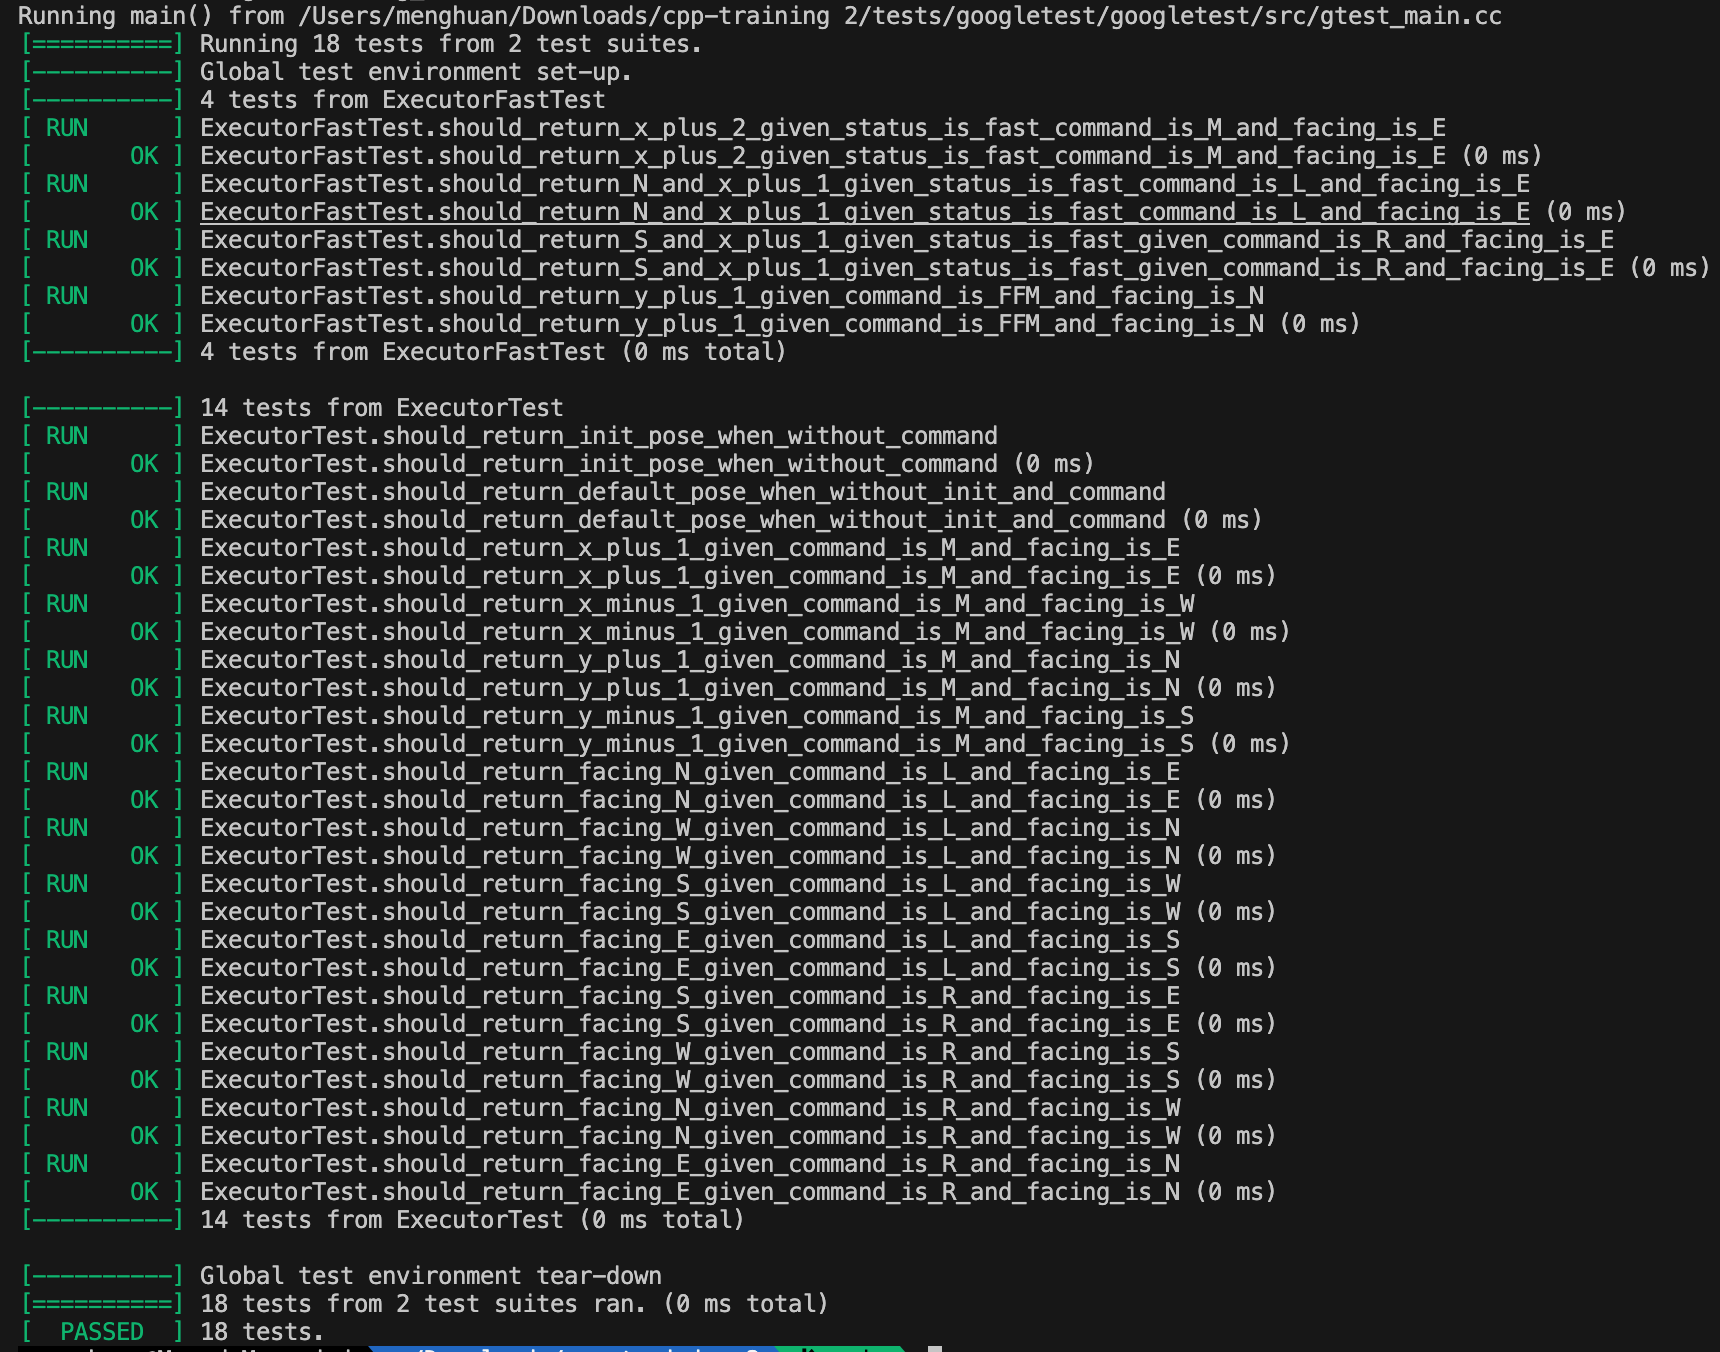 Running main() from /Users/menghuan/Downloads/cpp-training 2/tests/googletest/googletest/src/gtest_main.cc
[==========] Running 18 tests from 2 test suites.
[----------] Global test environment set-up.
[----------] 4 tests from ExecutorFastTest
[ RUN      ] ExecutorFastTest.should_return_x_plus_2_given_status_is_fast_command_is_M_and_facing_is_E
[       OK ] ExecutorFastTest.should_return_x_plus_2_given_status_is_fast_command_is_M_and_facing_is_E (0 ms)
[ RUN      ] ExecutorFastTest.should_return_N_and_x_plus_1_given_status_is_fast_command_is_L_and_facing_is_E
[       OK ] ExecutorFastTest.should_return_N_and_x_plus_1_given_status_is_fast_command_is_L_and_facing_is_E (0 ms)
[ RUN      ] ExecutorFastTest.should_return_S_and_x_plus_1_given_status_is_fast_given_command_is_R_and_facing_is_E
[       OK ] ExecutorFastTest.should_return_S_and_x_plus_1_given_status_is_fast_given_command_is_R_and_facing_is_E (0 ms)
[ RUN      ] ExecutorFastTest.should_return_y_plus_1_given_command_is_FFM_and_facing_is_N
[       OK ] ExecutorFastTest.should_return_y_plus_1_given_command_is_FFM_and_facing_is_N (0 ms)
[----------] 4 tests from ExecutorFastTest (0 ms total)
[----------] 14 tests from ExecutorTest
[ RUN      ] ExecutorTest.should_return_init_pose_when_without_command
[       OK ] ExecutorTest.should_return_init_pose_when_without_command (0 ms)
[ RUN      ] ExecutorTest.should_return_default_pose_when_without_init_and_command
[       OK ] ExecutorTest.should_return_default_pose_when_without_init_and_command (0 ms)
[ RUN      ] ExecutorTest.should_return_x_plus_1_given_command_is_M_and_facing_is_E
[       OK ] ExecutorTest.should_return_x_plus_1_given_command_is_M_and_facing_is_E (0 ms)
[ RUN      ] ExecutorTest.should_return_x_minus_1_given_command_is_M_and_facing_is_W
[       OK ] ExecutorTest.should_return_x_minus_1_given_command_is_M_and_facing_is_W (0 ms)
[ RUN      ] ExecutorTest.should_return_y_plus_1_given_command_is_M_and_facing_is_N
[       OK ] ExecutorTest.should_return_y_plus_1_given_command_is_M_and_facing_is_N (0 ms)
[ RUN      ] ExecutorTest.should_return_y_minus_1_given_command_is_M_and_facing_is_S
[       OK ] ExecutorTest.should_return_y_minus_1_given_command_is_M_and_facing_is_S (0 ms)
[ RUN      ] ExecutorTest.should_return_facing_N_given_command_is_L_and_facing_is_E
[       OK ] ExecutorTest.should_return_facing_N_given_command_is_L_and_facing_is_E (0 ms)
[ RUN      ] ExecutorTest.should_return_facing_W_given_command_is_L_and_facing_is_N
[       OK ] ExecutorTest.should_return_facing_W_given_command_is_L_and_facing_is_N (0 ms)
[ RUN      ] ExecutorTest.should_return_facing_S_given_command_is_L_and_facing_is_W
[       OK ] ExecutorTest.should_return_facing_S_given_command_is_L_and_facing_is_W (0 ms)
[ RUN      ] ExecutorTest.should_return_facing_E_given_command_is_L_and_facing_is_S
[       OK ] ExecutorTest.should_return_facing_E_given_command_is_L_and_facing_is_S (0 ms)
[ RUN      ] ExecutorTest.should_return_facing_S_given_command_is_R_and_facing_is_E
[       OK ] ExecutorTest.should_return_facing_S_given_command_is_R_and_facing_is_E (0 ms)
[ RUN      ] ExecutorTest.should_return_facing_W_given_command_is_R_and_facing_is_S
[       OK ] ExecutorTest.should_return_facing_W_given_command_is_R_and_facing_is_S (0 ms)
[ RUN      ] ExecutorTest.should_return_facing_N_given_command_is_R_and_facing_is_W
[       OK ] ExecutorTest.should_return_facing_N_given_command_is_R_and_facing_is_W (0 ms)
[ RUN      ] ExecutorTest.should_return_facing_E_given_command_is_R_and_facing_is_N
[       OK ] ExecutorTest.should_return_facing_E_given_command_is_R_and_facing_is_N (0 ms)
[----------] 14 tests from ExecutorTest (0 ms total)
[----------] Global test environment tear-down
[==========] 18 tests from 2 test suites ran. (0 ms total)
[  PASSED  ] 18 tests.